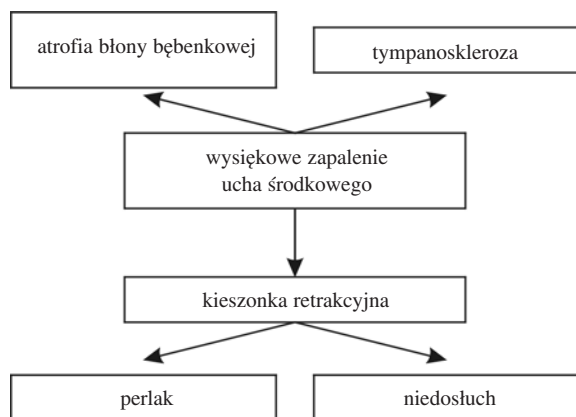 atrofia błony bębenkowej
tympanoskleroza
wysiękowe zapalenie
ucha środkowego
kieszonka retrakcyjna
perlak
niedosłuch